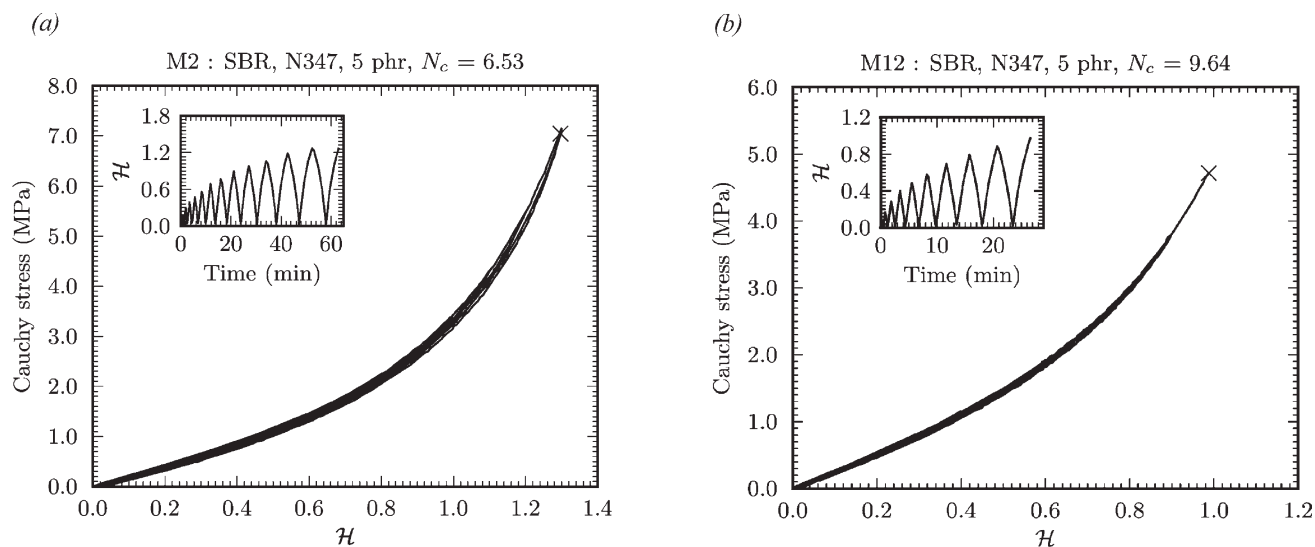 (a)
M2 : SBR, N347, 5 phr, N_c = 6.53
8.0
7.0
6.0
5.0
4.0
3.0
2.0
1.0
0.0
Cauchy stress (MPa)
0.0 0.2 0.4 0.6 0.8 1.0 1.2 1.4
ℋ
1.8
1.2
0.6
0.0
ℋ
0 20 40 60
Time (min)
(b)
M12 : SBR, N347, 5 phr, N_c = 9.64
6.0
5.0
4.0
3.0
2.0
1.0
0.0
Cauchy stress (MPa)
0.0 0.2 0.4 0.6 0.8 1.0 1.2
ℋ
1.2
0.8
0.4
0.0
ℋ
0 10 20
Time (min)